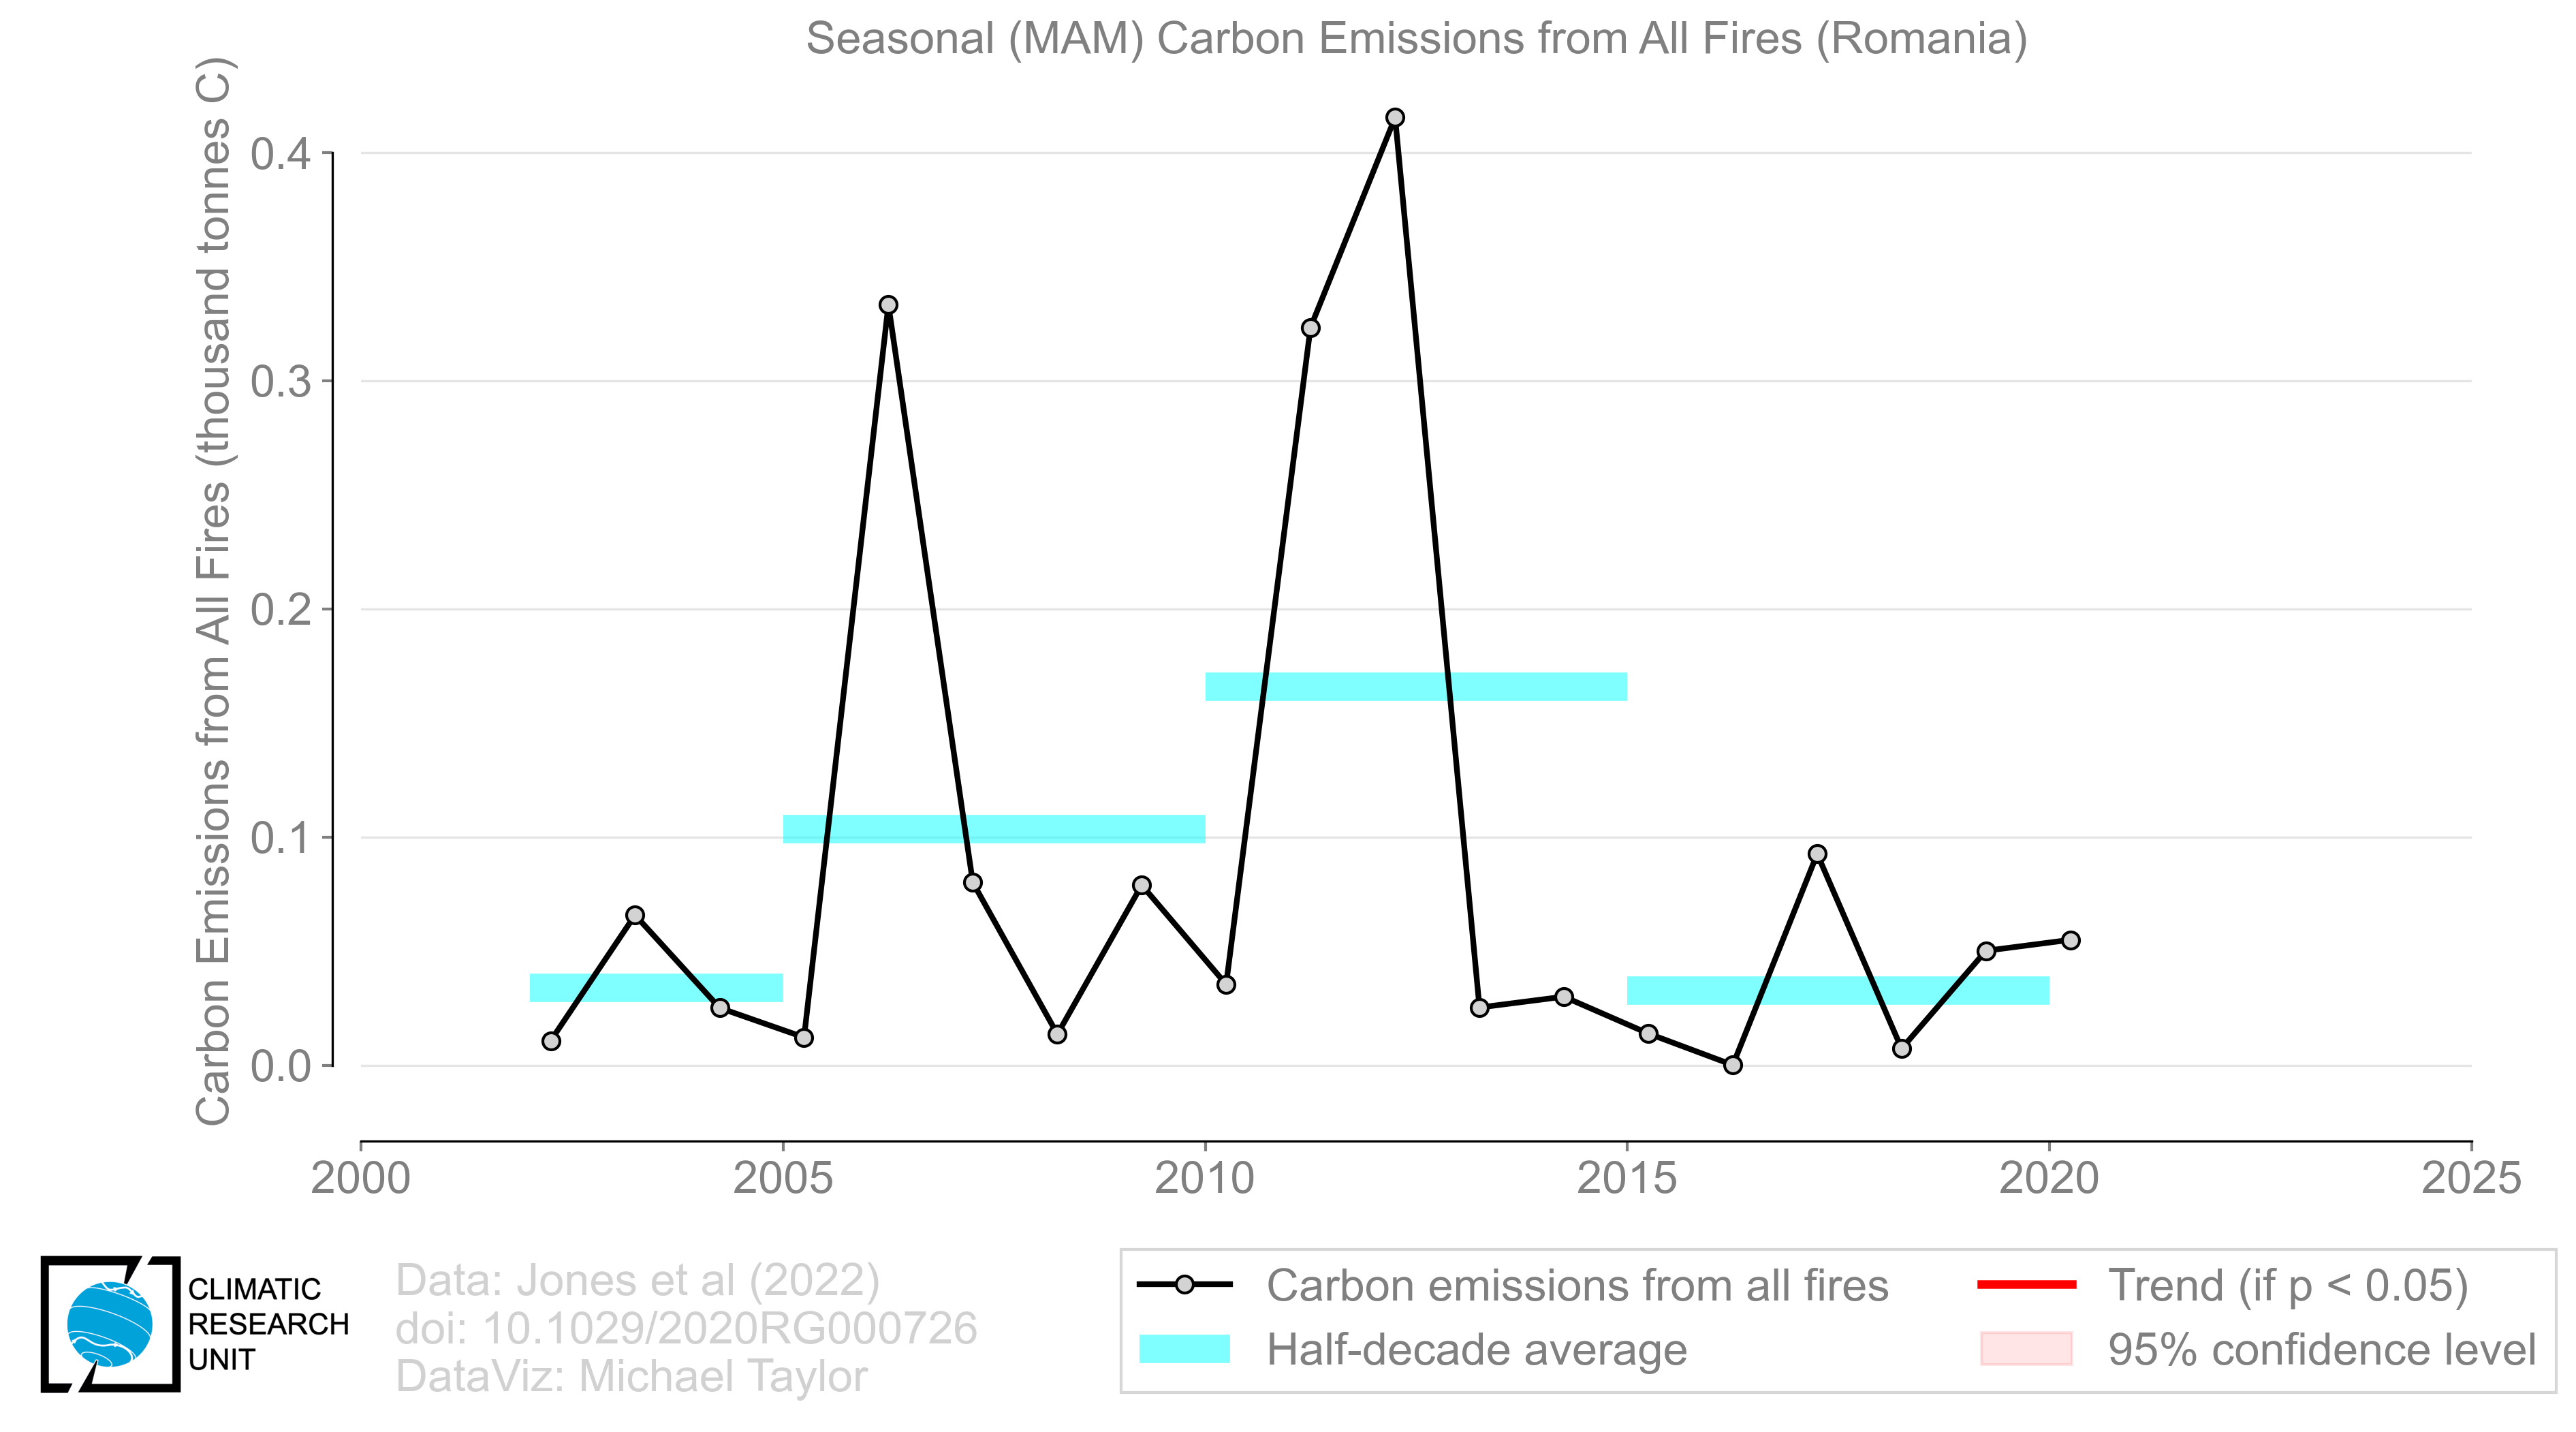 Seasonal (MAM) Carbon Emissions from All Fires (Romania)
Carbon Emissions from All Fires (thousand tonnes C)
0.4
0.3
0.2
0.1
0.0
2000
2005
2010
2015
2020
2025
CLIMATIC
RESEARCH
UNIT
Data: Jones et al (2022)
doi: 10.1029/2020RG000726
DataViz: Michael Taylor
Carbon emissions from all fires
Half-decade average
Trend (if p < 0.05)
95% confidence level